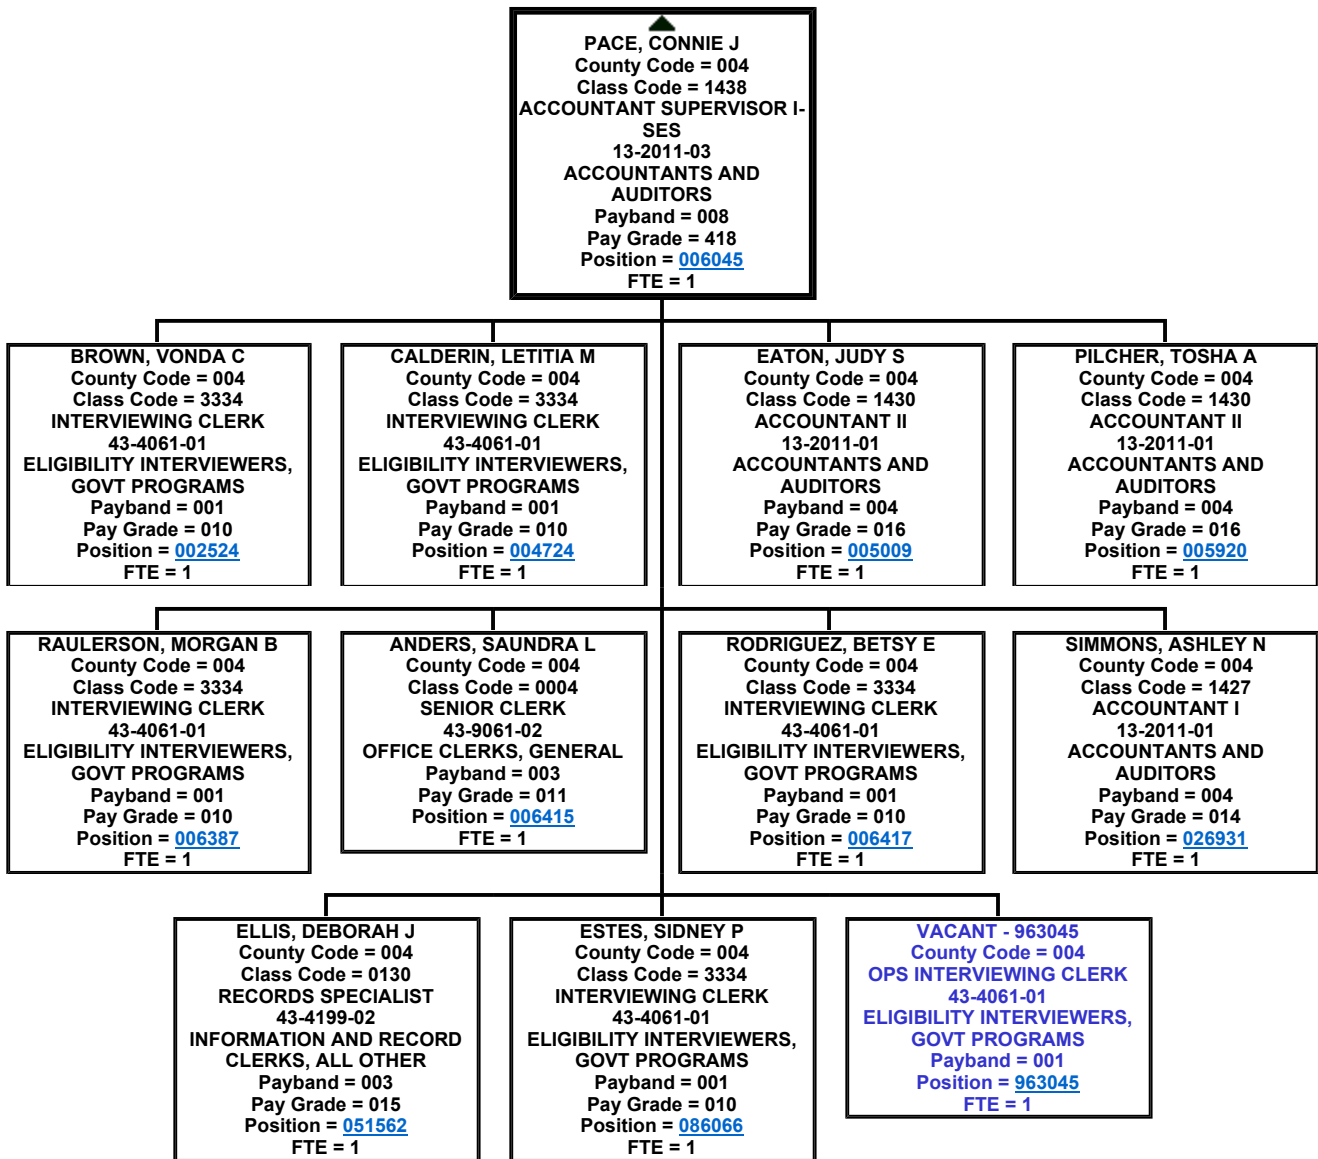 PACE, CONNIE J
County Code = 004
Class Code = 1438
ACCOUNTANT SUPERVISOR I-
SES
13-2011-03
ACCOUNTANTS AND
AUDITORS
Payband = 008
Pay Grade = 418
Position = 006045
FTE = 1
BROWN, VONDA C
County Code = 004
Class Code = 3334
INTERVIEWING CLERK
43-4061-01
ELIGIBILITY INTERVIEWERS,
GOVT PROGRAMS
Payband = 001
Pay Grade = 010
Position = 002524
FTE = 1
CALDERIN, LETITIA M
County Code = 004
Class Code = 3334
INTERVIEWING CLERK
43-4061-01
ELIGIBILITY INTERVIEWERS,
GOVT PROGRAMS
Payband = 001
Pay Grade = 010
Position = 004724
FTE = 1
EATON, JUDY S
County Code = 004
Class Code = 1430
ACCOUNTANT II
13-2011-01
ACCOUNTANTS AND
AUDITORS
Payband = 004
Pay Grade = 016
Position = 005009
FTE = 1
PILCHER, TOSHA A
County Code = 004
Class Code = 1430
ACCOUNTANT II
13-2011-01
ACCOUNTANTS AND
AUDITORS
Payband = 004
Pay Grade = 016
Position = 005920
FTE = 1
RAULERSON, MORGAN B
County Code = 004
Class Code = 3334
INTERVIEWING CLERK
43-4061-01
ELIGIBILITY INTERVIEWERS,
GOVT PROGRAMS
Payband = 001
Pay Grade = 010
Position = 006387
FTE = 1
ANDERS, SAUNDRA L
County Code = 004
Class Code = 0004
SENIOR CLERK
43-9061-02
OFFICE CLERKS, GENERAL
Payband = 003
Pay Grade = 011
Position = 006415
FTE = 1
RODRIGUEZ, BETSY E
County Code = 004
Class Code = 3334
INTERVIEWING CLERK
43-4061-01
ELIGIBILITY INTERVIEWERS,
GOVT PROGRAMS
Payband = 001
Pay Grade = 010
Position = 006417
FTE = 1
SIMMONS, ASHLEY N
County Code = 004
Class Code = 1427
ACCOUNTANT I
13-2011-01
ACCOUNTANTS AND
AUDITORS
Payband = 004
Pay Grade = 014
Position = 026931
FTE = 1
ELLIS, DEBORAH J
County Code = 004
Class Code = 0130
RECORDS SPECIALIST
43-4199-02
INFORMATION AND RECORD
CLERKS, ALL OTHER
Payband = 003
Pay Grade = 015
Position = 051562
FTE = 1
ESTES, SIDNEY P
County Code = 004
Class Code = 3334
INTERVIEWING CLERK
43-4061-01
ELIGIBILITY INTERVIEWERS,
GOVT PROGRAMS
Payband = 001
Pay Grade = 010
Position = 086066
FTE = 1
VACANT - 963045
County Code = 004
OPS INTERVIEWING CLERK
43-4061-01
ELIGIBILITY INTERVIEWERS,
GOVT PROGRAMS
Payband = 001
Position = 963045
FTE = 1